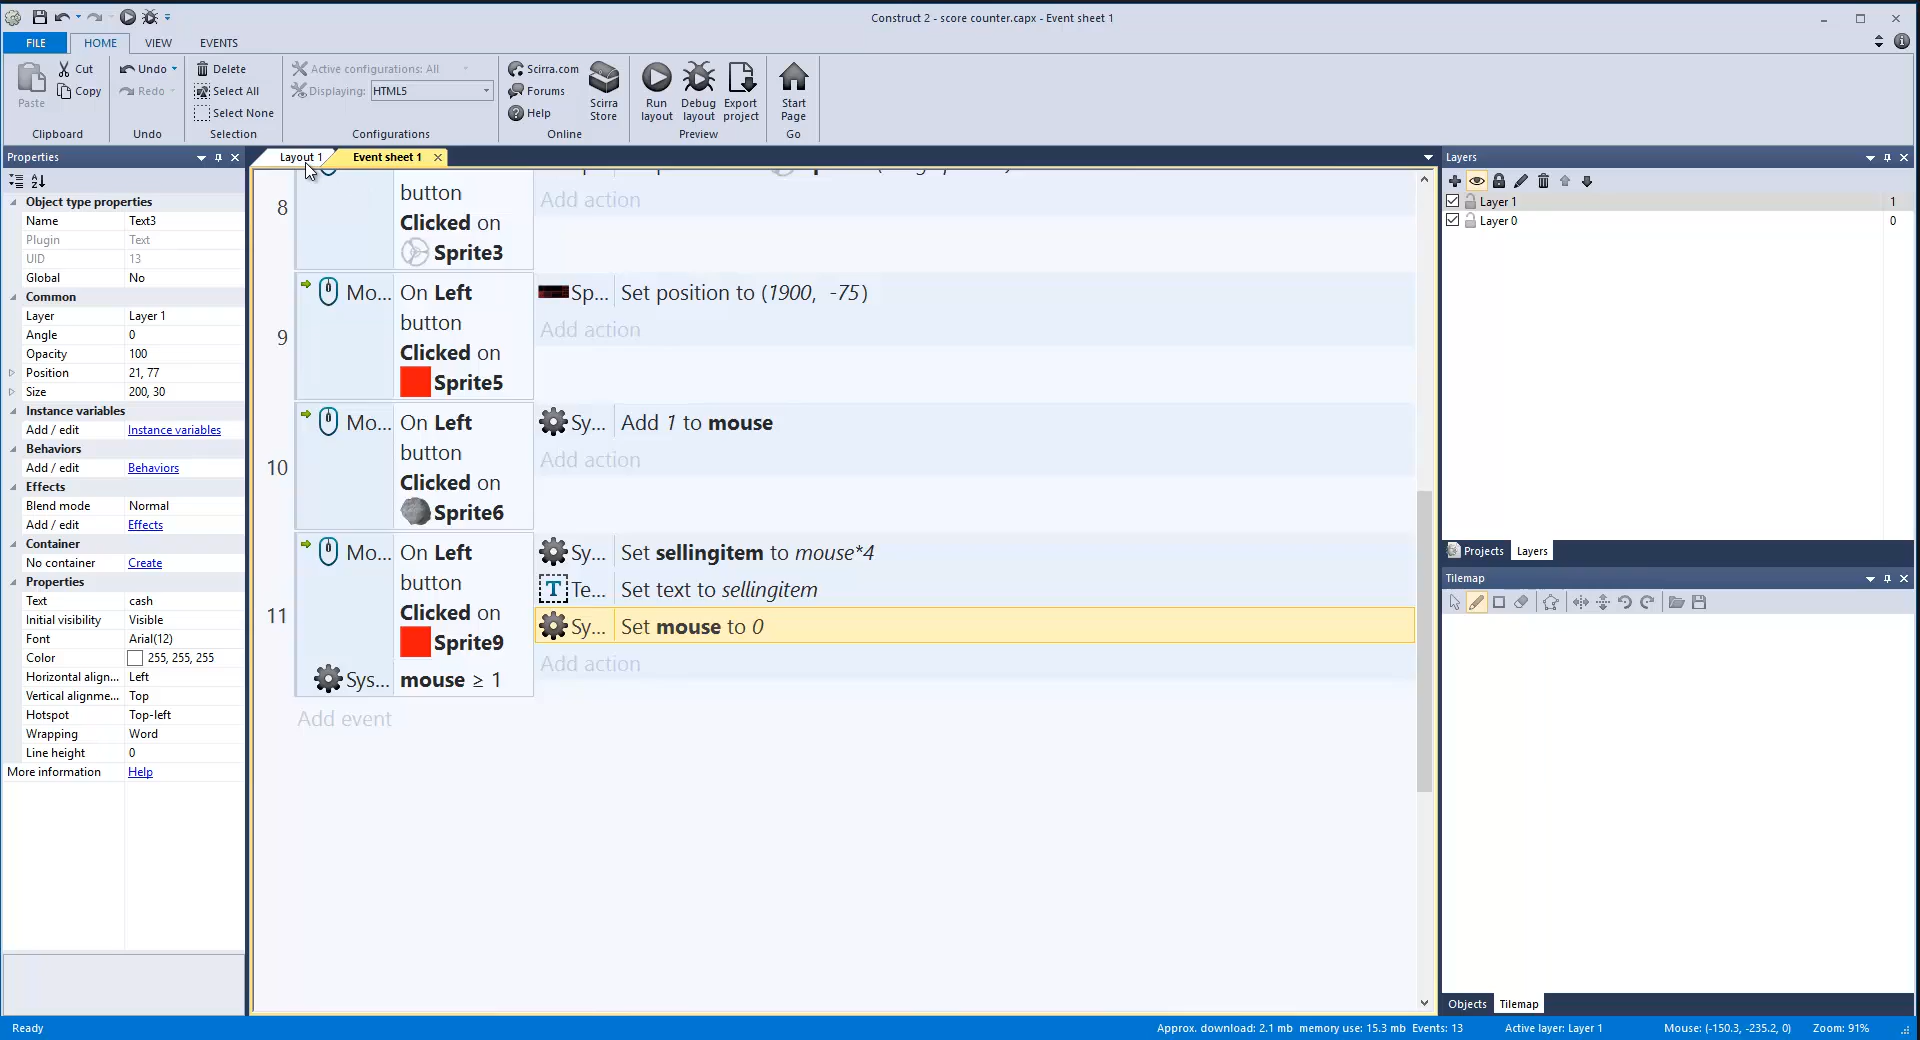 Construct 2 - score counter.capx - Event sheet 1
FILE HOME VIEW EVENTS
Paste
Cut
Copy
Clipboard
Undo
Redo
Undo
Delete
Select All
Select None
Selection
Active configurations: All
Displaying: HTML5
Configurations
Scirra.com
Forums
Help
Scirra Store
Online
Run layout
Debug layout
Export project
Preview
Start Page
Go
Properties
Object type properties
Name Text3
Plugin Text
UID 13
Global No
Common
Layer Layer 1
Angle 0
Opacity 100
Position 21, 77
Size 200, 30
Instance variables
Add / edit Instance variables
Behaviors
Add / edit Behaviors
Effects
Blend mode Normal
Add / edit Effects
Container
No container Create
Properties
Text cash
Initial visibility Visible
Font Arial(12)
Color 255, 255, 255
Horizontal align... Left
Vertical alignme... Top
Hotspot Top-left
Wrapping Word
Line height 0
More information Help
Layout 1 Event sheet 1
8
button
Clicked on
Sprite3
Add action
9
Mo... On Left
button
Clicked on
Sprite5
Sp... Set position to (1900, -75)
Add action
10
Mo... On Left
button
Clicked on
Sprite6
Sy... Add 1 to mouse
Add action
11
Mo... On Left
button
Clicked on
Sprite9
Sys... mouse ≥ 1
Sy... Set sellingitem to mouse*4
Te... Set text to sellingitem
Sy... Set mouse to 0
Add action
Add event
Layers
Layer 1 1
Layer 0 0
Projects Layers
Tilemap
Objects Tilemap
Ready
Approx. download: 2.1 mb memory use: 15.3 mb Events: 13 Active layer: Layer 1 Mouse: (-150.3, -235.2, 0) Zoom: 91%